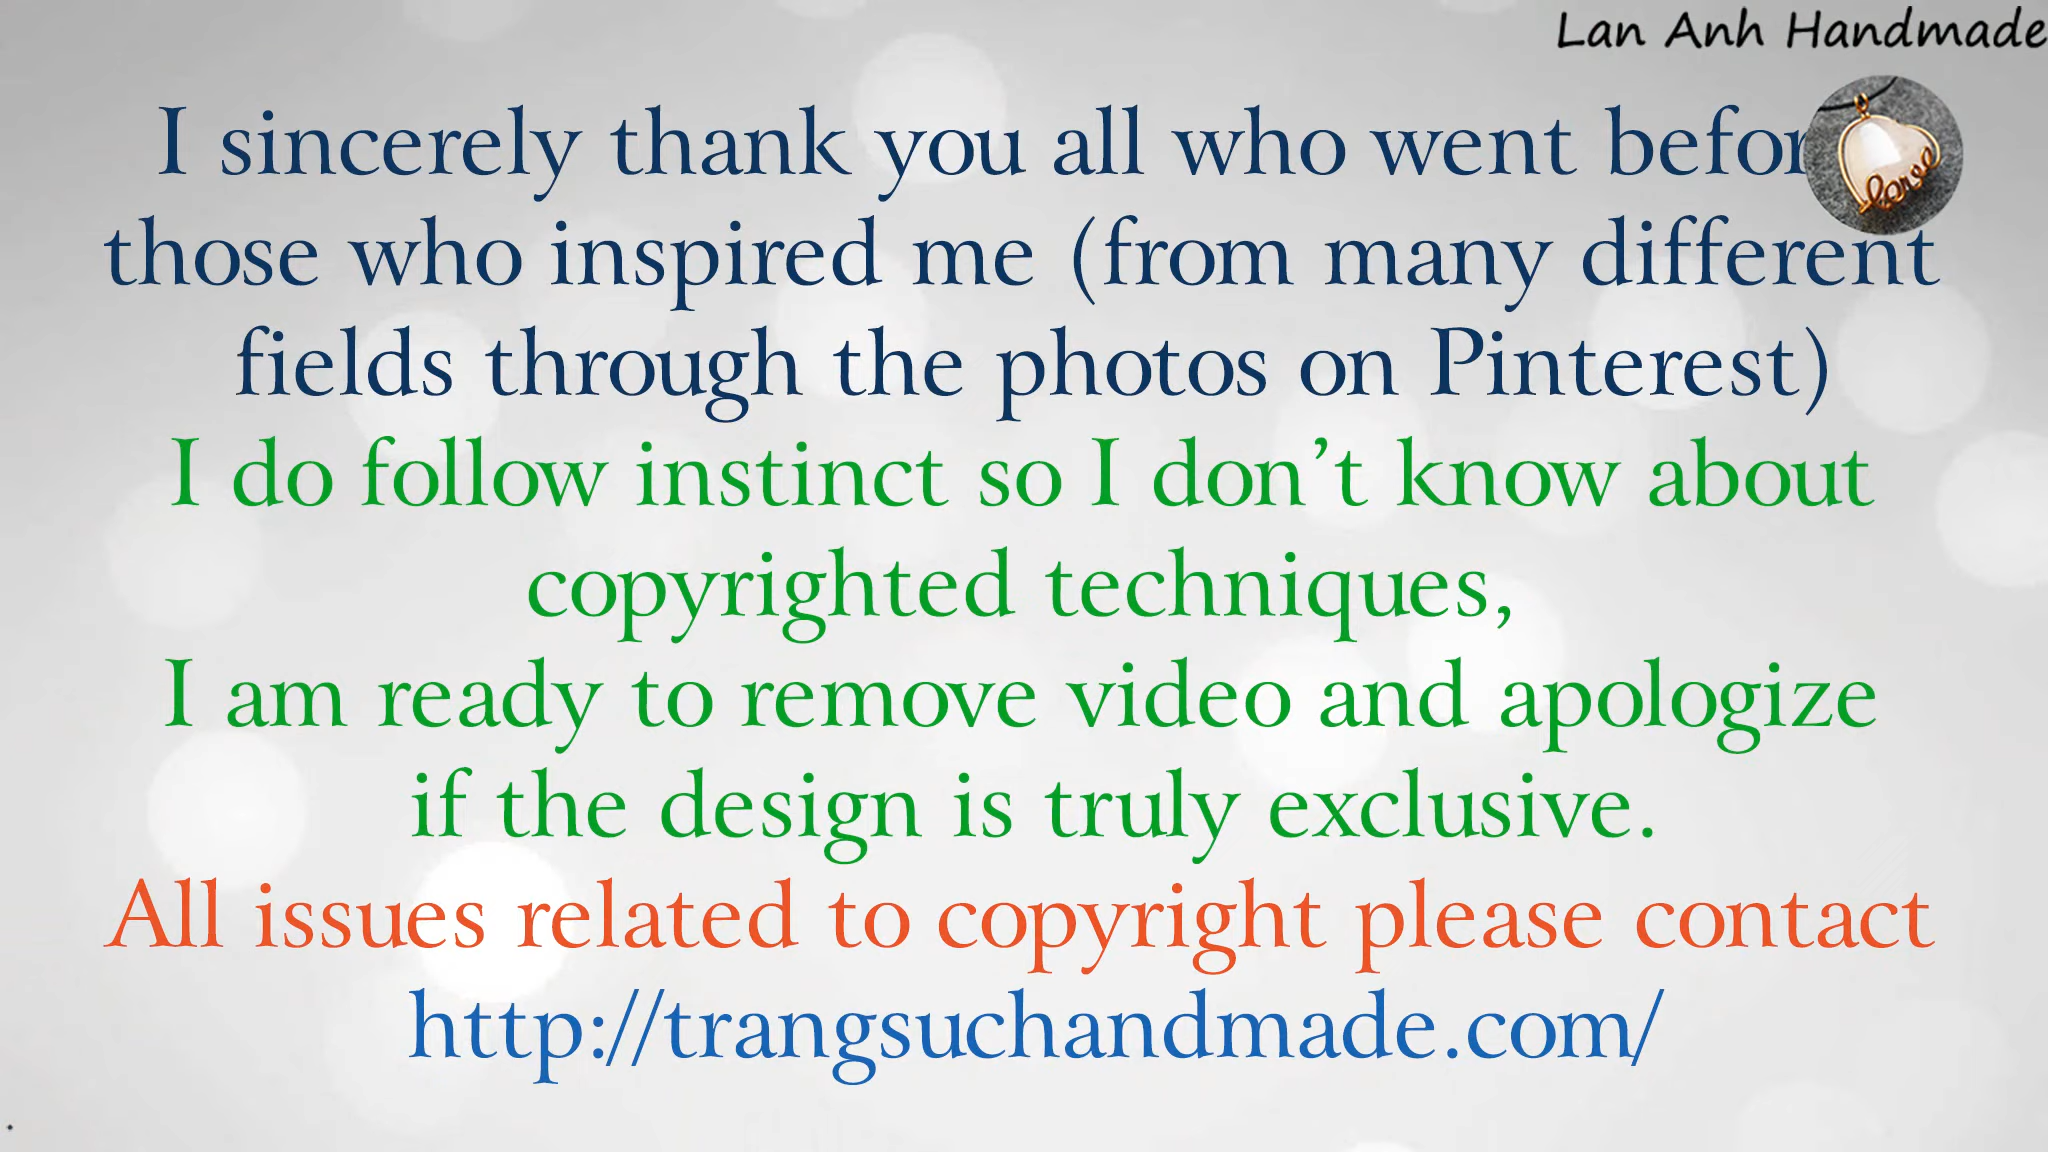 Lan Anh Handmade
I sincerely thank you all who went
those who inspired me (from many different
fields through the photos on Pinterest)
I do follow instinct so I don't know about
copyrighted techniques,
I am ready to remove video and apologize
if the design is truly exclusive.
All issues related to copyright please contact
http://trangsuchandmade.com/
love